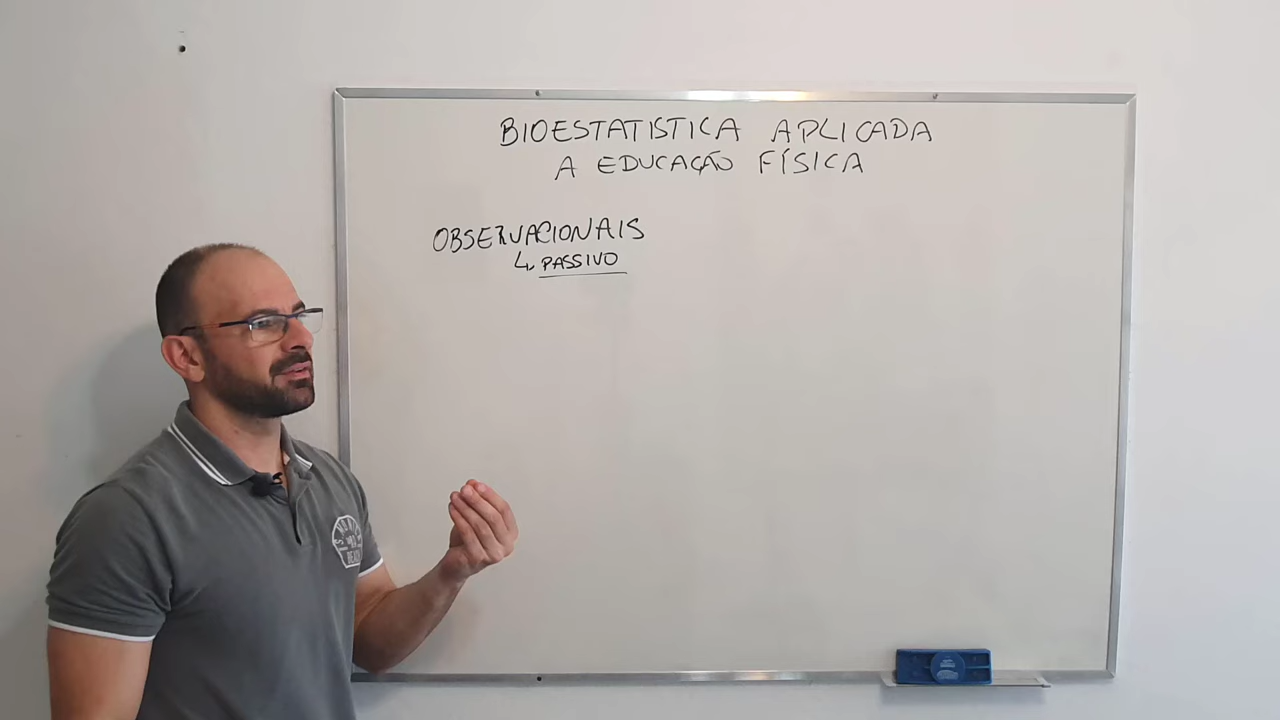 BIOESTATISTICA APLICADA
A EDUCAÇÃO FÍSICA
OBSERVACIONAIS
↳ PASSIVO